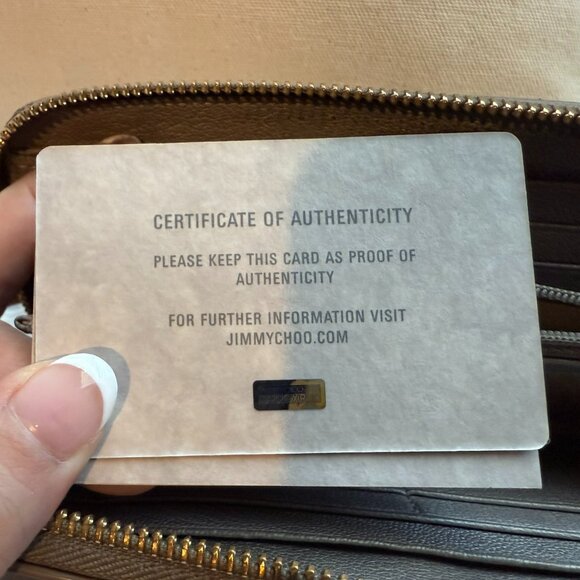 CERTIFICATE OF AUTHENTICITY
PLEASE KEEP THIS CARD AS PROOF OF
AUTHENTICITY
FOR FURTHER INFORMATION VISIT
JIMMYCHOO.COM